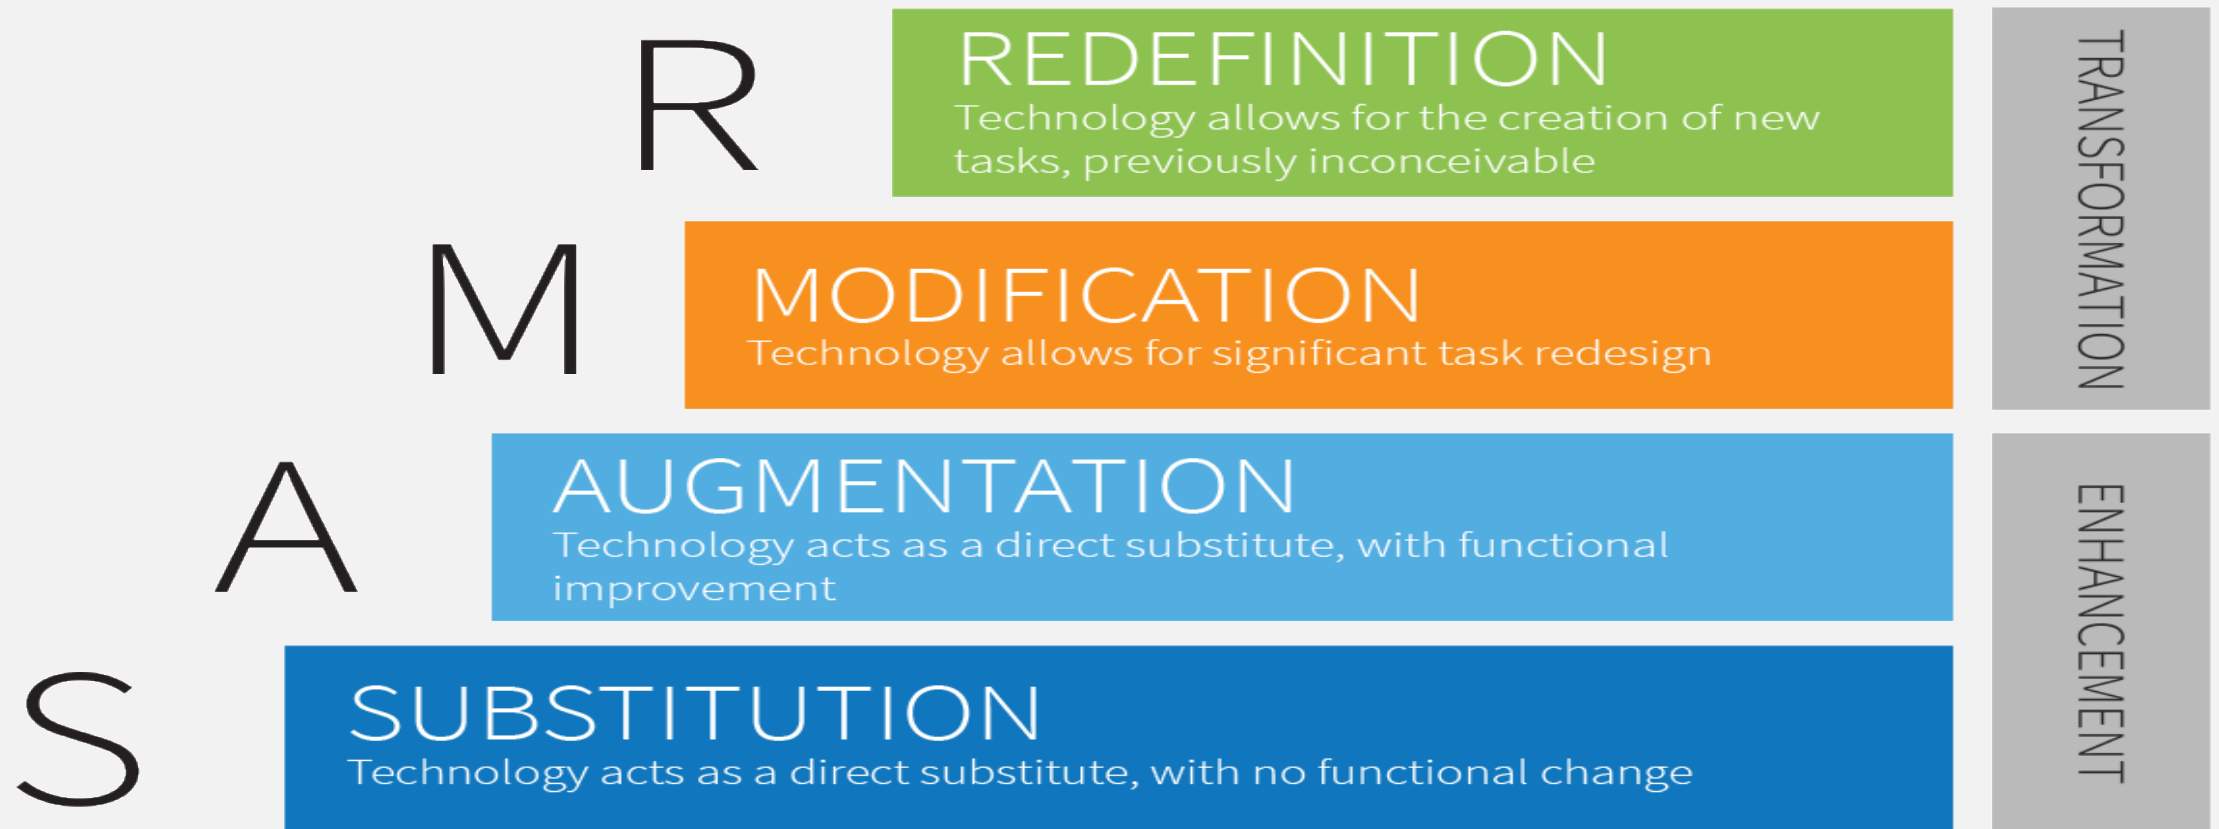 R
REDEFINITION
Technology allows for the creation of new
tasks, previously inconceivable
M
MODIFICATION
Technology allows for significant task redesign
TRANSFORMATION
A
AUGMENTATION
Technology acts as a direct substitute, with functional
improvement
S
SUBSTITUTION
Technology acts as a direct substitute, with no functional change
ENHANCEMENT